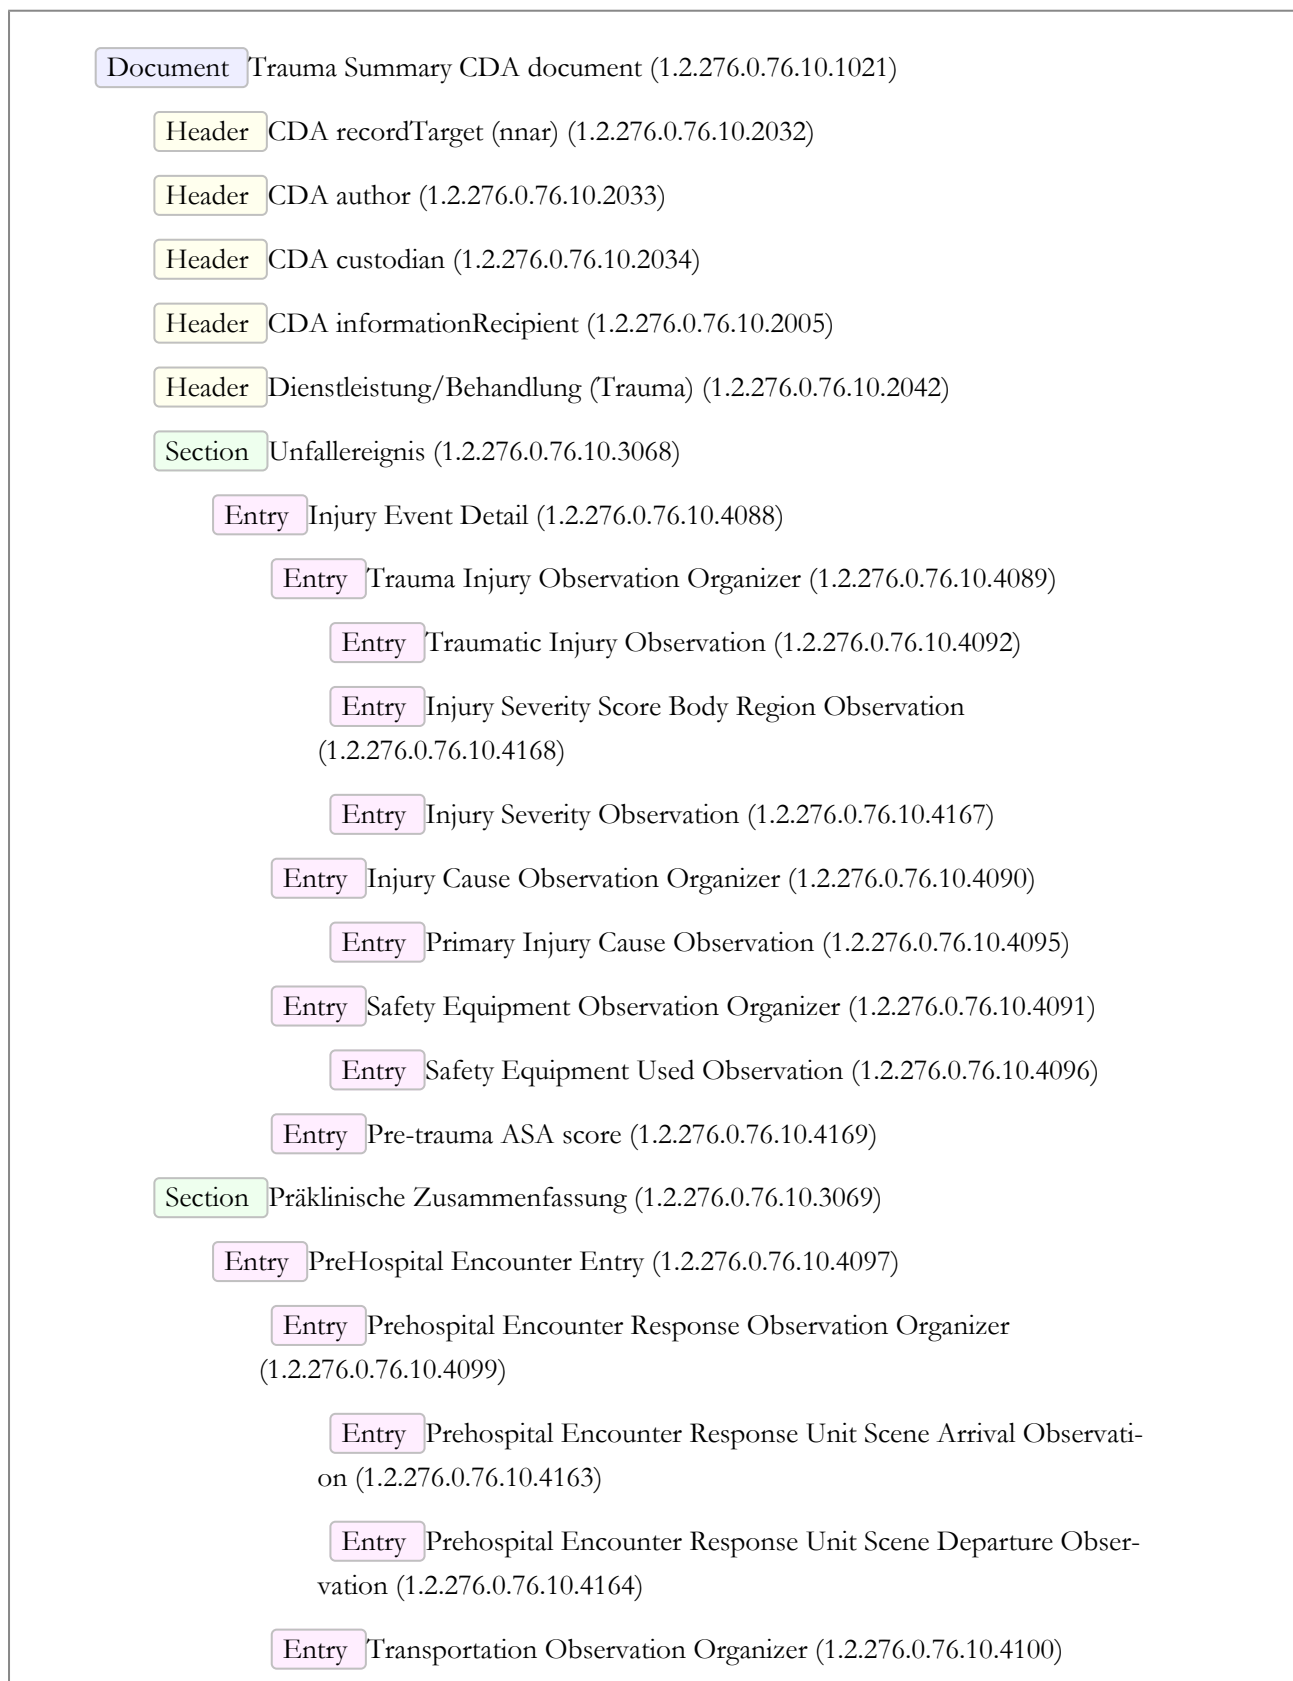 Document Trauma Summary CDA document (1.2.276.0.76.10.1021)
Header CDA recordTarget (nnar) (1.2.276.0.76.10.2032)
Header CDA author (1.2.276.0.76.10.2033)
Header CDA custodian (1.2.276.0.76.10.2034)
Header CDA informationRecipient (1.2.276.0.76.10.2005)
Header Dienstleistung/Behandlung (Trauma) (1.2.276.0.76.10.2042)
Section Unfallereignis (1.2.276.0.76.10.3068)
Entry Injury Event Detail (1.2.276.0.76.10.4088)
Entry Trauma Injury Observation Organizer (1.2.276.0.76.10.4089)
Entry Traumatic Injury Observation (1.2.276.0.76.10.4092)
Entry Injury Severity Score Body Region Observation
(1.2.276.0.76.10.4168)
Entry Injury Severity Observation (1.2.276.0.76.10.4167)
Entry Injury Cause Observation Organizer (1.2.276.0.76.10.4090)
Entry Primary Injury Cause Observation (1.2.276.0.76.10.4095)
Entry Safety Equipment Observation Organizer (1.2.276.0.76.10.4091)
Entry Safety Equipment Used Observation (1.2.276.0.76.10.4096)
Entry Pre-trauma ASA score (1.2.276.0.76.10.4169)
Section Präklinische Zusammenfassung (1.2.276.0.76.10.3069)
Entry PreHospital Encounter Entry (1.2.276.0.76.10.4097)
Entry Prehospital Encounter Response Observation Organizer
(1.2.276.0.76.10.4099)
Entry Prehospital Encounter Response Unit Scene Arrival Observati-
on (1.2.276.0.76.10.4163)
Entry Prehospital Encounter Response Unit Scene Departure Obser-
vation (1.2.276.0.76.10.4164)
Entry Transportation Observation Organizer (1.2.276.0.76.10.4100)